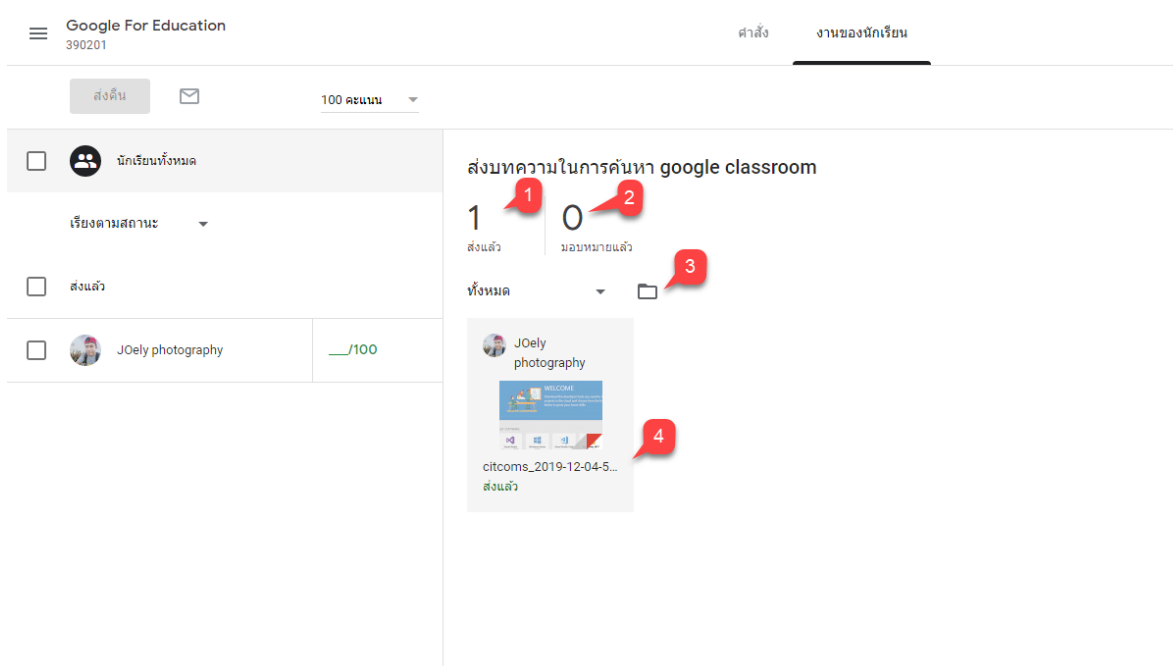 Google For Education
390201
คำสั่ง
งานของนักเรียน
ส่งคืน
100 คะแนน
นักเรียนทั้งหมด
เรียงตามสถานะ
ส่งแล้ว
JOely photography
__/100
ส่งบทความในการค้นหา google classroom
1
2
1
0
ส่งแล้ว
มอบหมายแล้ว
3
ทั้งหมด
JOely
photography
WELCOME
4
citcoms_2019-12-04-5...
ส่งแล้ว